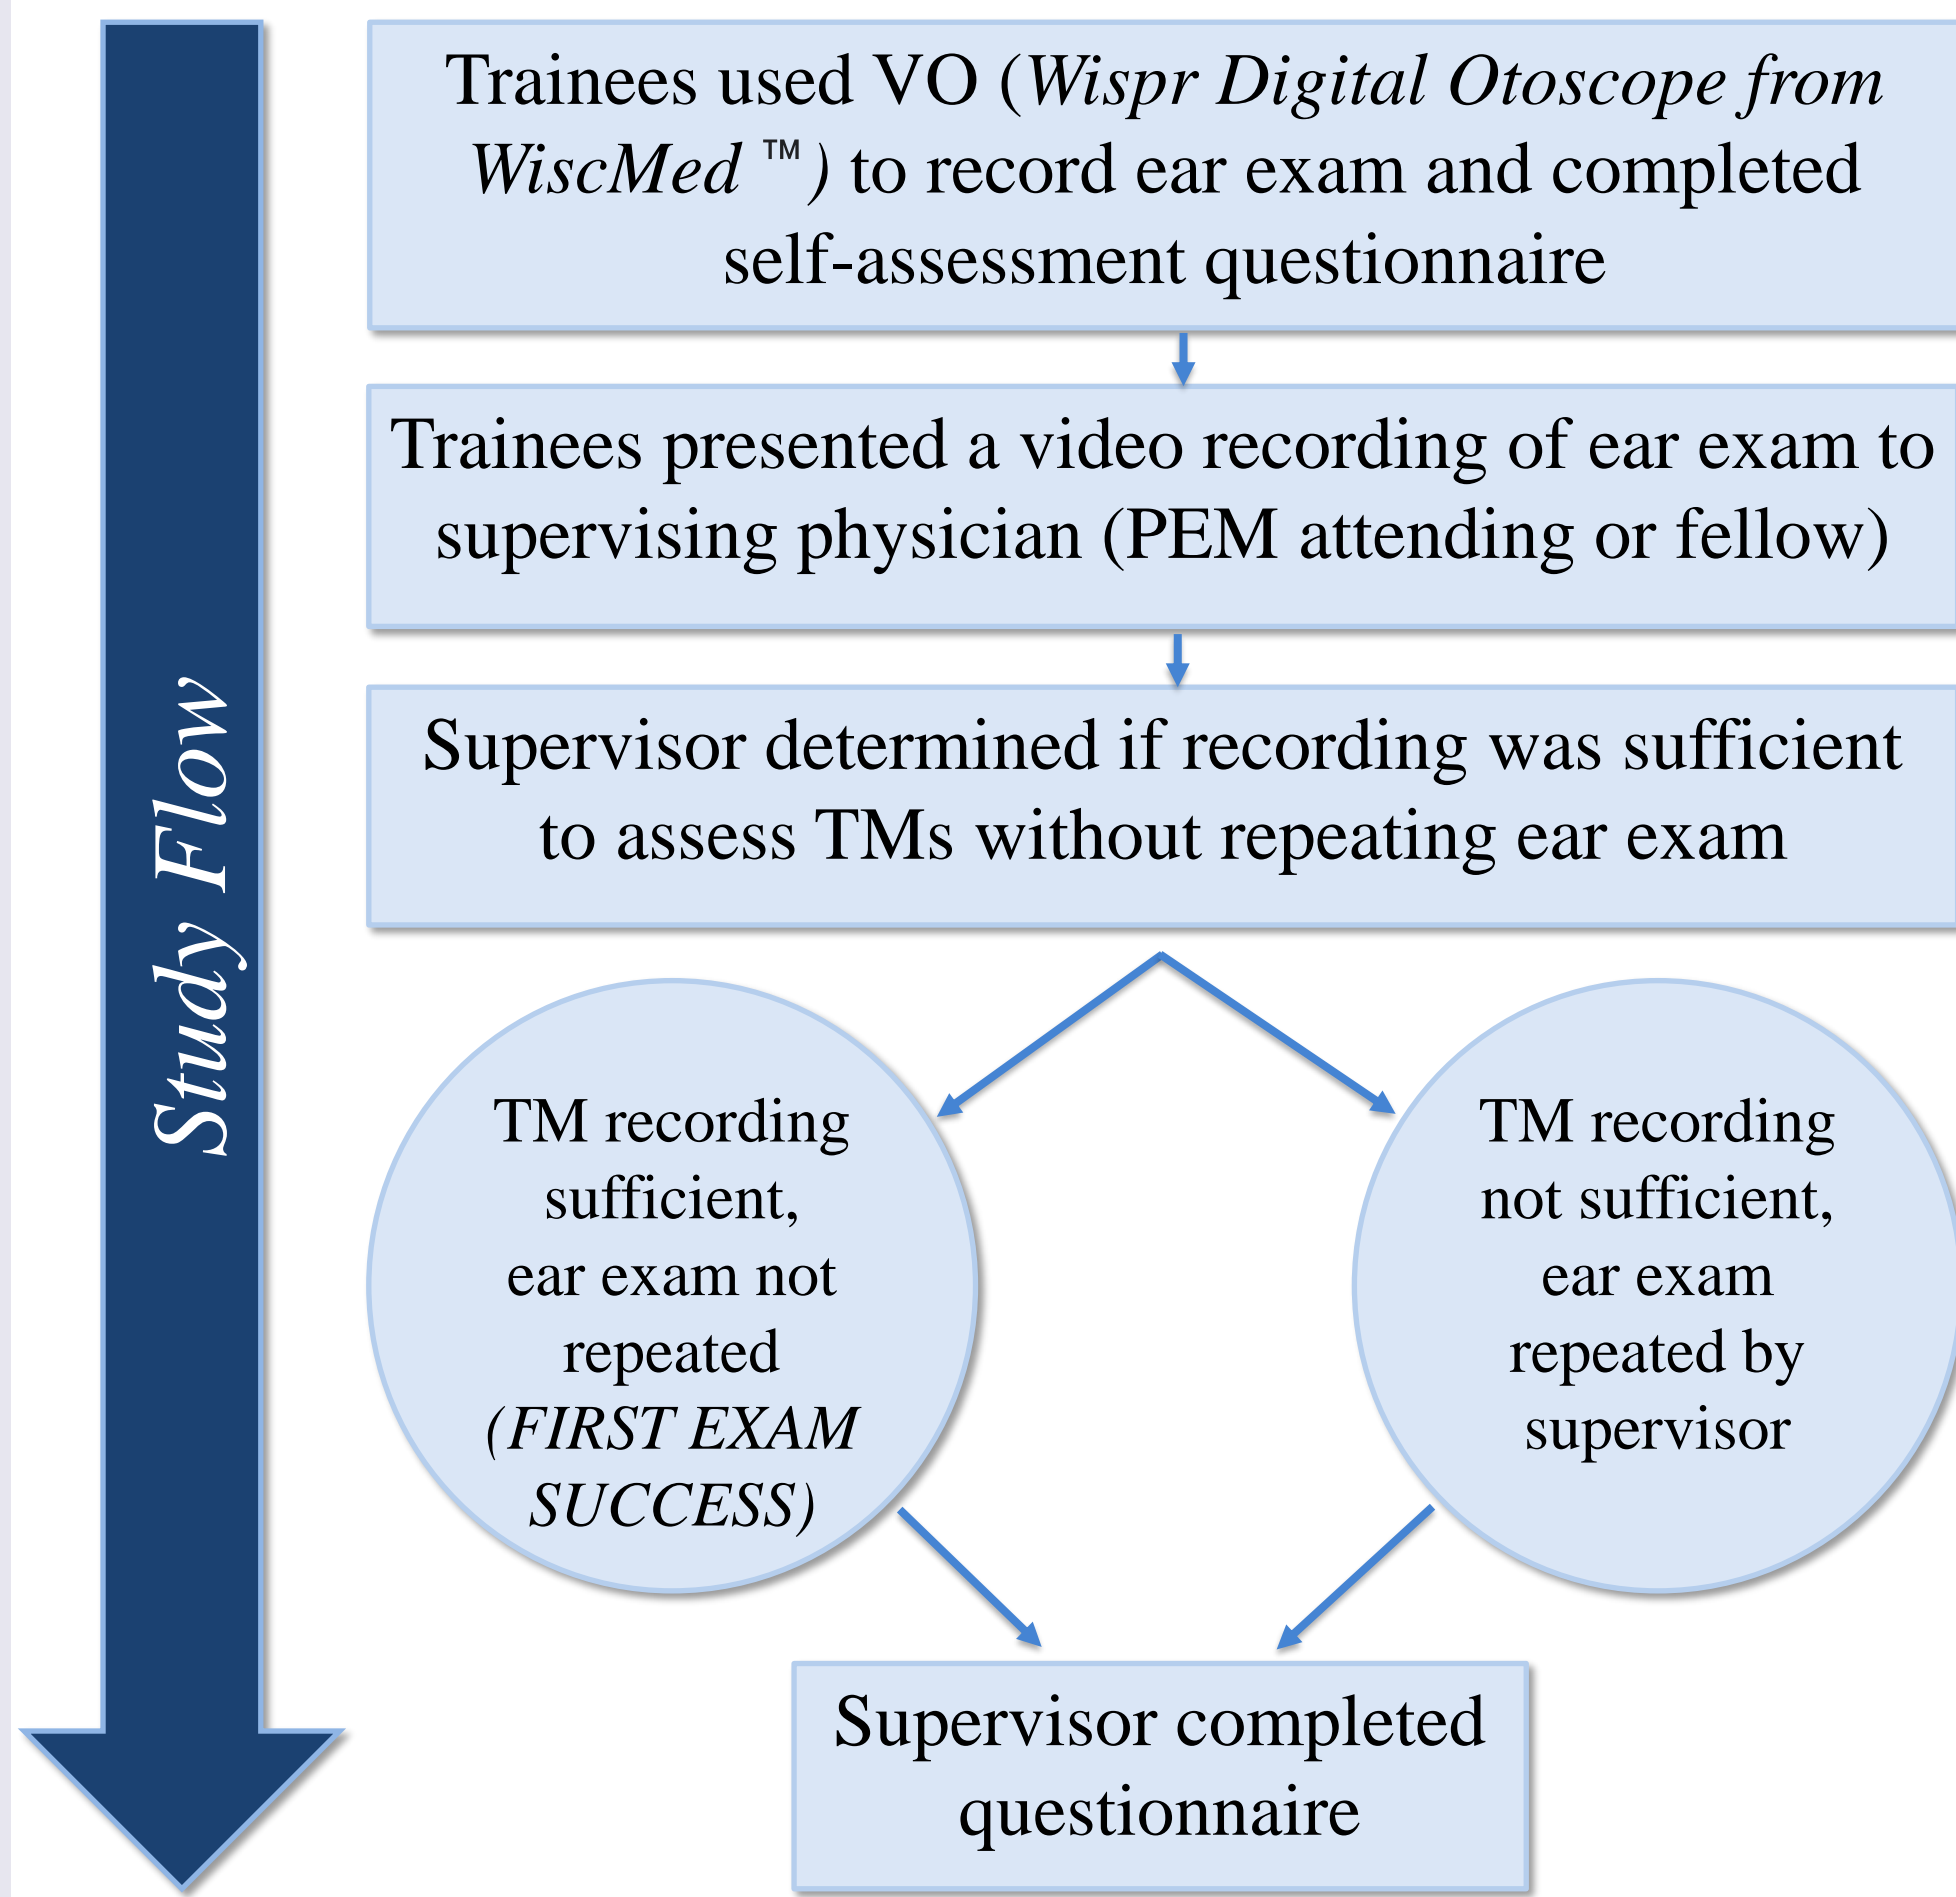 Study Flow
Trainees used VO (Wispr Digital Otoscope from
WiscMed ™) to record ear exam and completed
self-assessment questionnaire
Trainees presented a video recording of ear exam to
supervising physician (PEM attending or fellow)
Supervisor determined if recording was sufficient
to assess TMs without repeating ear exam
TM recording
sufficient,
ear exam not
repeated
(FIRST EXAM
SUCCESS)
TM recording
not sufficient,
ear exam
repeated by
supervisor
Supervisor completed
questionnaire